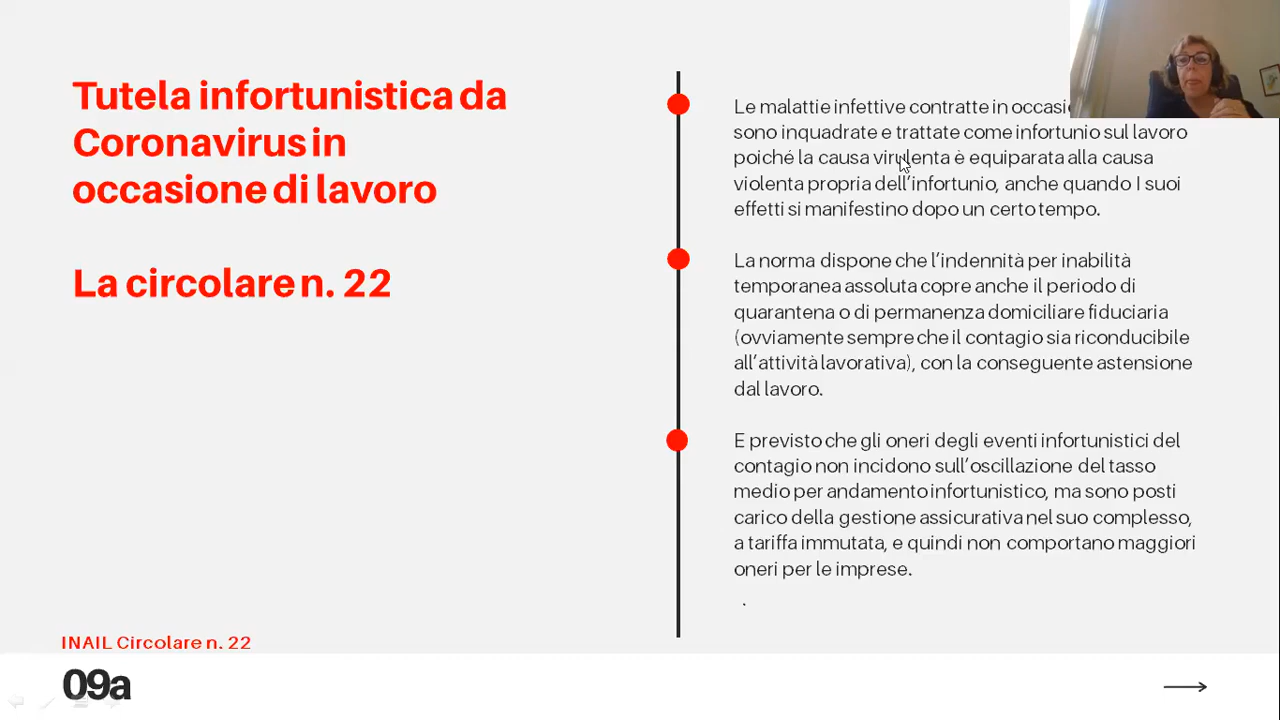 Tutela infortunistica da
Coronavirus in
occasione di lavoro
La circolare n. 22
Le malattie infettive contratte in
sono inquadrate e trattate come infortunio sul lavoro
poiché la causa virulenta è equiparata alla causa
violenta propria dell’infortunio, anche quando I suoi
effetti si manifestino dopo un certo tempo.
La norma dispone che l’indennità per inabilità
temporanea assoluta copre anche il periodo di
quarantena o di permanenza domiciliare fiduciaria
(ovviamente sempre che il contagio sia riconducibile
all’attività lavorativa), con la conseguente astensione
dal lavoro.
E previsto che gli oneri degli eventi infortunistici del
contagio non incidono sull’oscillazione del tasso
medio per andamento infortunistico, ma sono posti
carico della gestione assicurativa nel suo complesso,
a tariffa immutata, e quindi non comportano maggiori
oneri per le imprese.
.
INAIL Circolare n. 22
09a